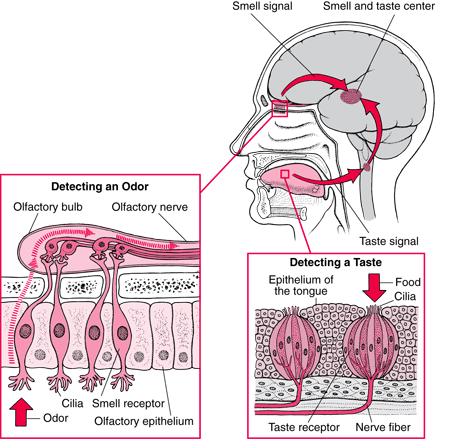 Smell signal
Smell and taste center
Detecting an Odor
Olfactory bulb
Olfactory nerve
Cilia
Smell receptor
Odor
Olfactory epithelium
Taste signal
Detecting a Taste
Epithelium of
the tongue
Food
Cilia
Taste receptor
Nerve fiber